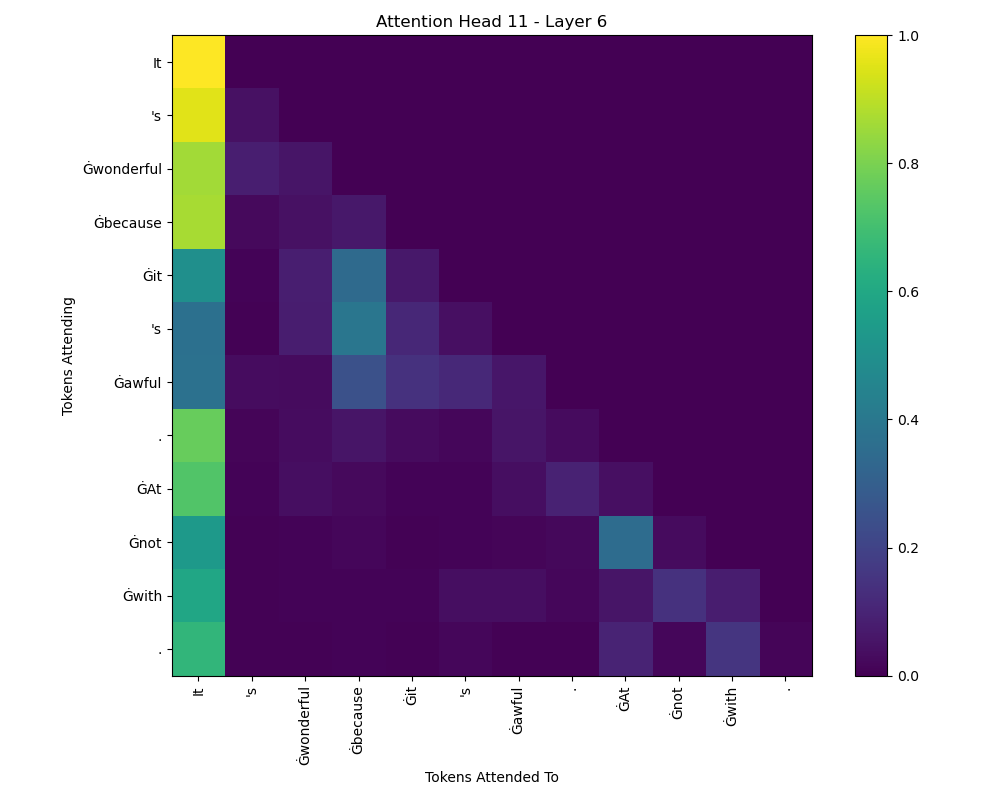 Attention Head 11 - Layer 6
It
's
Ġwonderful
Ġbecause
Ġit
's
Ġawful
.
ĠAt
Ġnot
Ġwith
.
Tokens Attending
It
's
Ġwonderful
Ġbecause
Ġit
's
Ġawful
.
ĠAt
Ġnot
Ġwith
.
Tokens Attended To
1.0
0.8
0.6
0.4
0.2
0.0